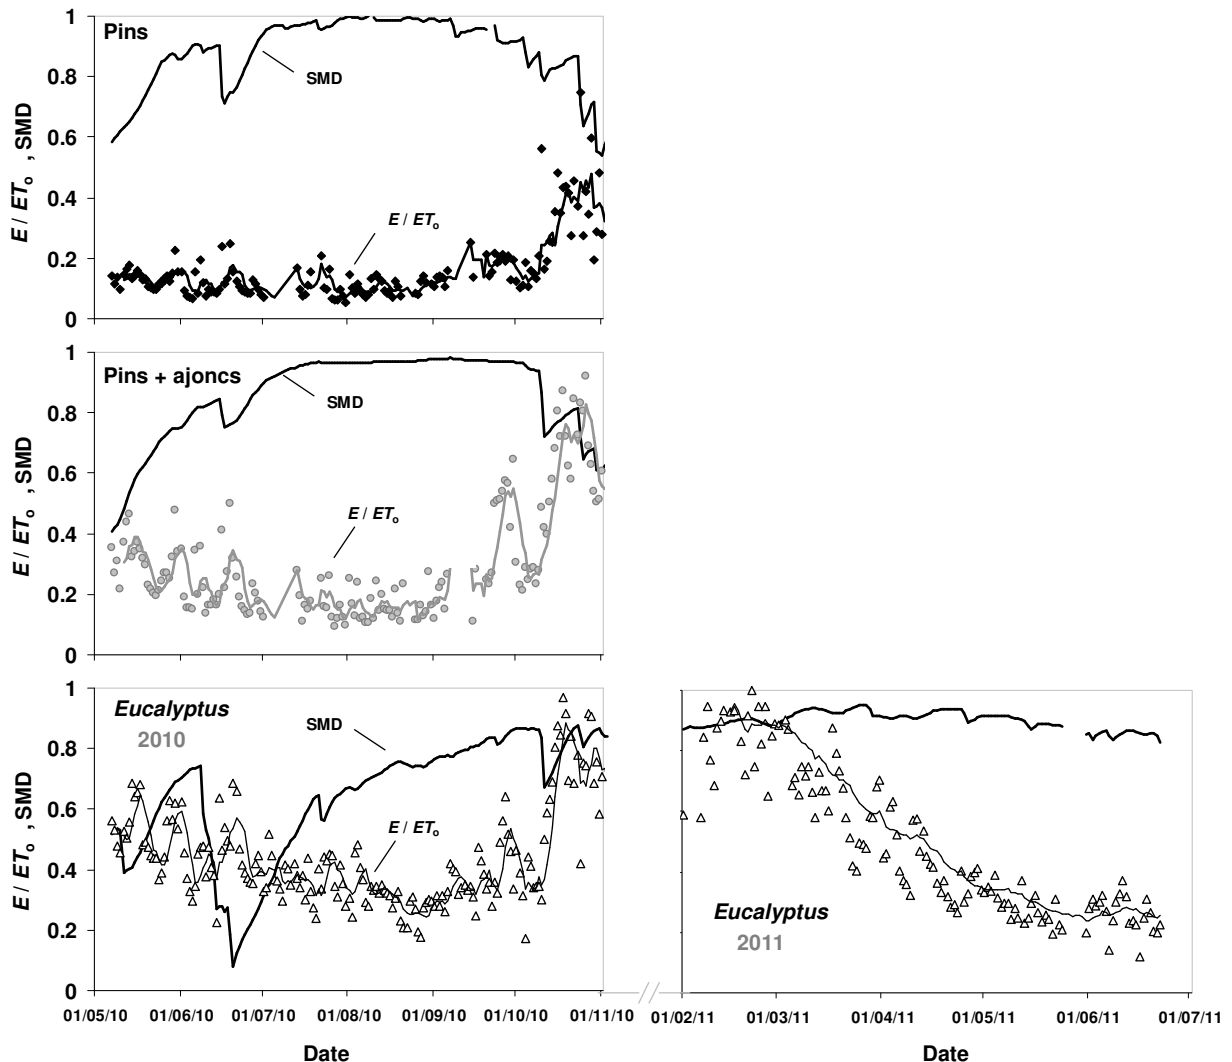 Pins
1
0.8
0.6
0.4
0.2
0
E / ETo , SMD
SMD
E / ETo
Pins + ajoncs
1
0.8
0.6
0.4
0.2
0
E / ETo , SMD
SMD
E / ETo
Eucalyptus
2010
1
0.8
0.6
0.4
0.2
0
E / ETo , SMD
SMD
E / ETo
01/05/10 01/06/10 01/07/10 01/08/10 01/09/10 01/10/10 01/11/10
Date
Eucalyptus
2011
01/02/11 01/03/11 01/04/11 01/05/11 01/06/11 01/07/11
Date